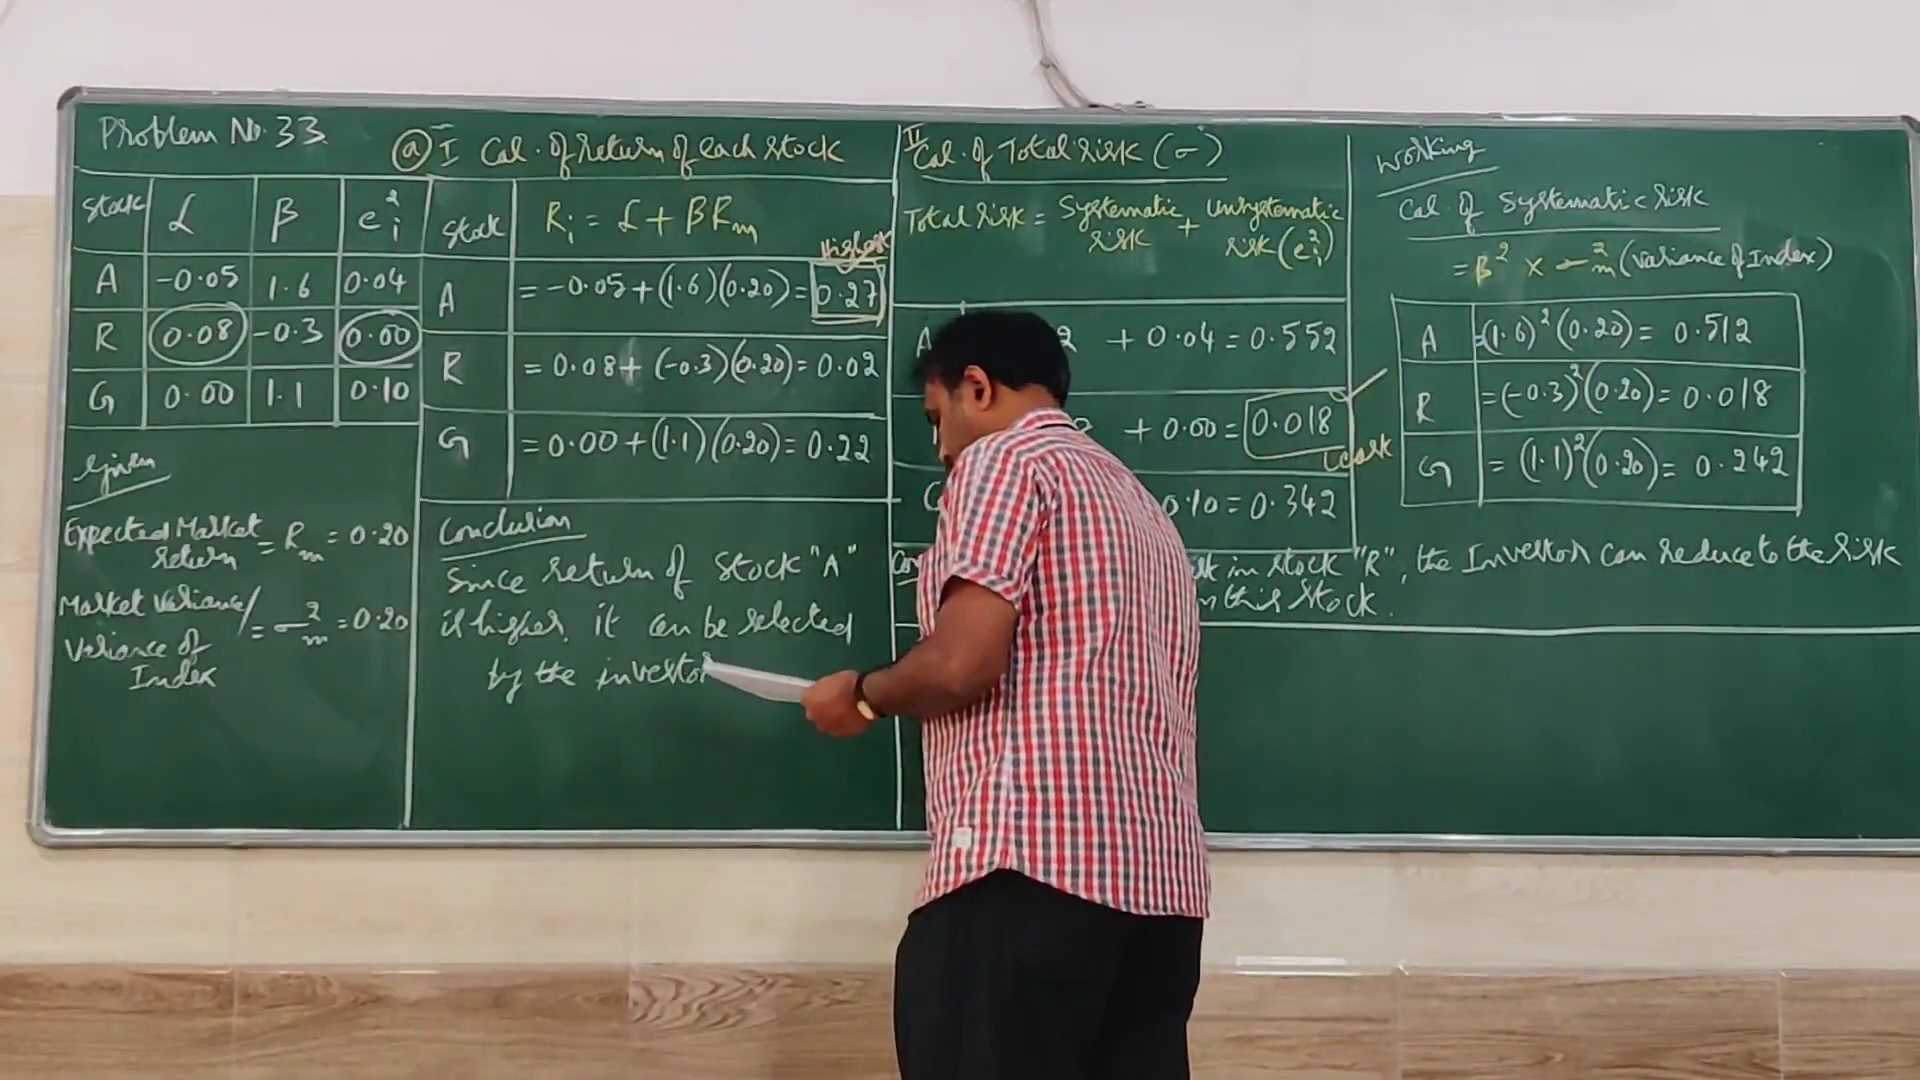 Problem No. 33
Stock α β e²i
A -0.05 1.6 0.04
R 0.08 -0.3 0.00
G 0.00 1.1 0.10
Given
Expected Market return = Rm = 0.20
Market Variance/ Variance of Index = σ²m = 0.20
(a) I Cal. Of return of each stock
Stock Ri = α + βRm
Highest
A = -0.05 + (1.6)(0.20) = 0.27
R = 0.08 + (-0.3)(0.20) = 0.02
G = 0.00 + (1.1)(0.20) = 0.22
Conclusion
Since return of Stock "A"
is higher, it can be selected
by the investor
II Cal. Of Total risk (σ)
Total risk = Systematic risk + Unsystematic risk (e²i)
A 2 + 0.04 = 0.552
+ 0.00 = 0.018
Least
0.10 = 0.342
in stock "R", the Investor can reduce to the risk
this stock.
Working
Cal. Of Systematic risk
= β² x σ²m (Variance of Index)
A = (1.6)² (0.20) = 0.512
R = (-0.3)² (0.20) = 0.018
G = (1.1)² (0.20) = 0.242